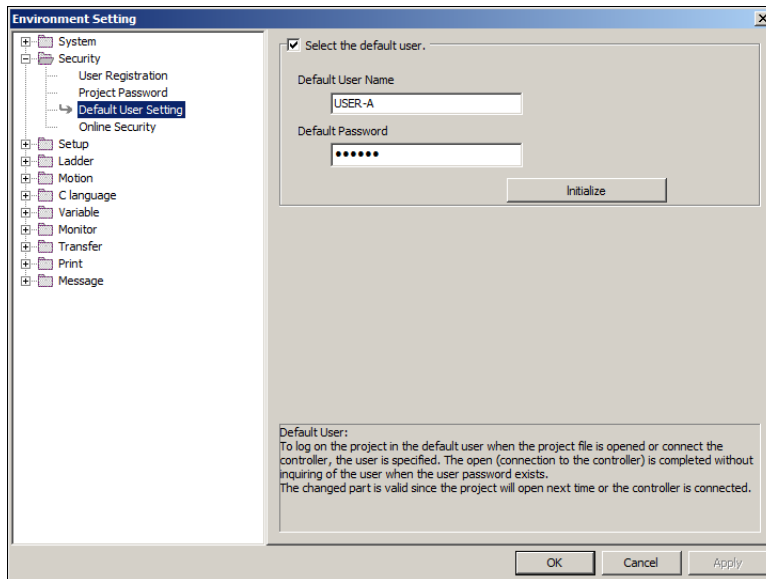 Environment Setting
System
Security
User Registration
Project Password
Default User Setting
Online Security
Setup
Ladder
Motion
C language
Variable
Monitor
Transfer
Print
Message
Select the default user.
Default User Name
USER-A
Default Password
••••••
Initialize
Default User:
To log on the project in the default user when the project file is opened or connect the
controller, the user is specified. The open (connection to the controller) is completed without
inquiring of the user when the user password exists.
The changed part is valid since the project will open next time or the controller is connected.
OK
Cancel
Apply